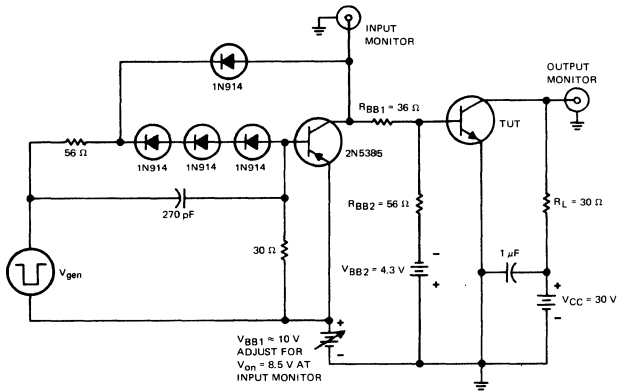 INPUT
MONITOR
1N914
OUTPUT
MONITOR
RBB1 = 36 Ω
TUT
56 Ω
1N914
1N914
1N914
2N5385
270 pF
RBB2 = 56 Ω
RL = 30 Ω
30 Ω
1 µF
Vgen
VBB2 = 4.3 V
-
+
+
-
VCC = 30 V
VBB1 ≈ 10 V
ADJUST FOR
Von = 8.5 V AT
INPUT MONITOR
+
-